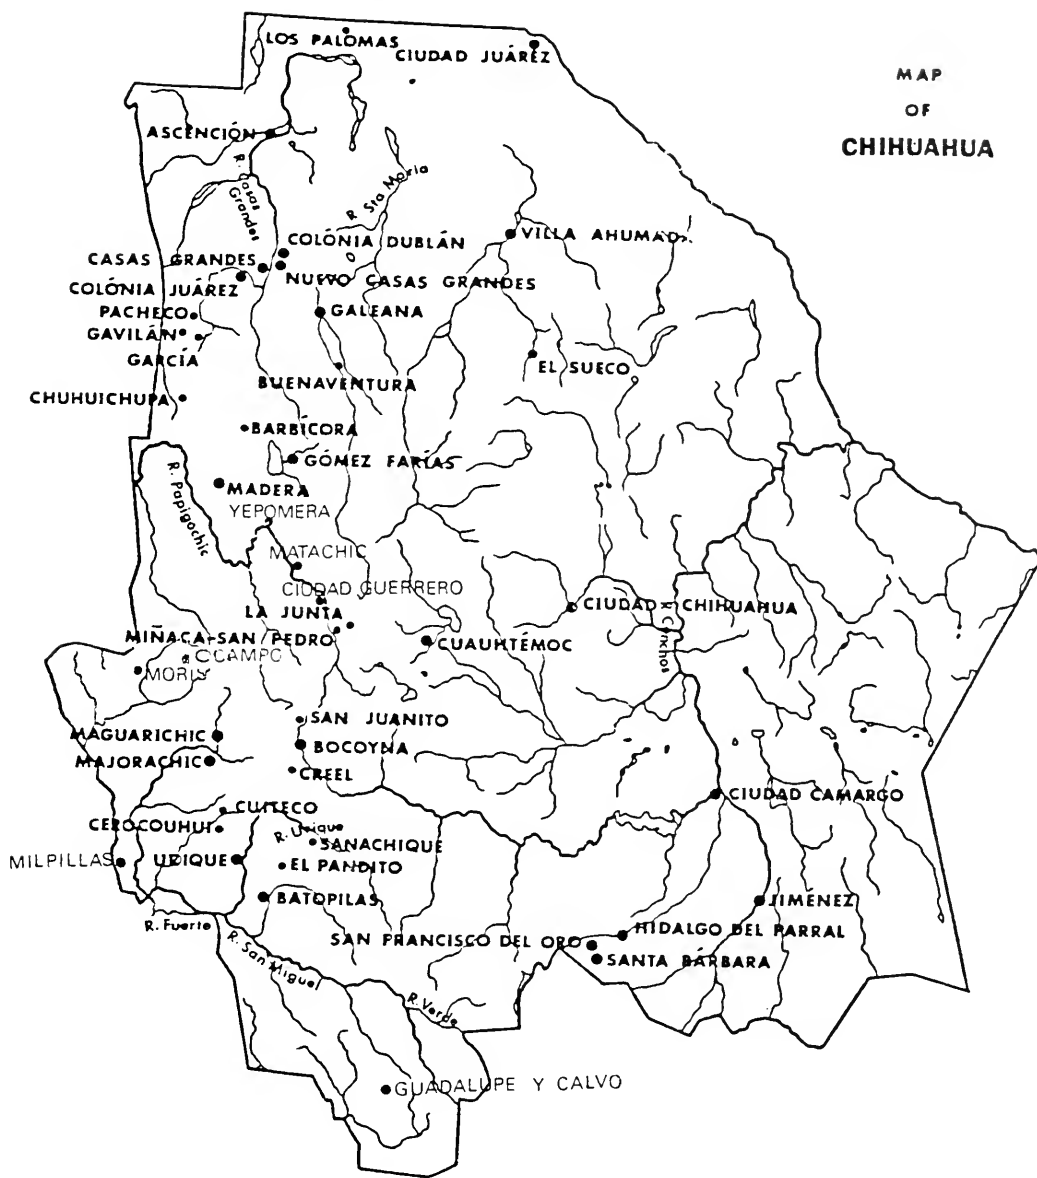 LOS PALOMAS
CIUDAD JUÁREZ
MAP
OF
CHIHUAHUA
ASCENCIÓN
R. Casas
Grandes
R. Sta Maria
COLÓNIA DUBLÁN
VILLA AHUMAD
CASAS GRANDES
NUEVO CASAS GRANDES
COLÓNIA JUÁREZ
PACHECO
GALEANA
GAVILÁN
GARCÍA
EL SUECO
BUENAVENTURA
CHUHUICHUPA
BARBÍCORA
GÓMEZ FARÍAS
R. Papigochic
MADERA
YEPOMERA
MATACHIC
CIUDAD GUERRERO
LA JUNTA
CIUDAD CHIHUAHUA
R. Conchos
MIÑACA-SAN PEDRO
CUAUHTÉMOC
OCAMPO
MORIS
SAN JUANITO
MAGUARICHIC
BOCOYNA
MAJORACHIC
CREEL
CIUDAD CAMARGO
CUITECO
CEROCOUHUI
R. Urique
SANACHIQUE
MILPILLAS
URIQUE
EL PANDITO
BATOPILAS
JIMÉNEZ
R. Fuerte
HIDALGO DEL PARRAL
SAN FRANCISCO DEL ORO
SANTA BÁRBARA
R. San Miguel
R. Verde
GUADALUPE Y CALVO